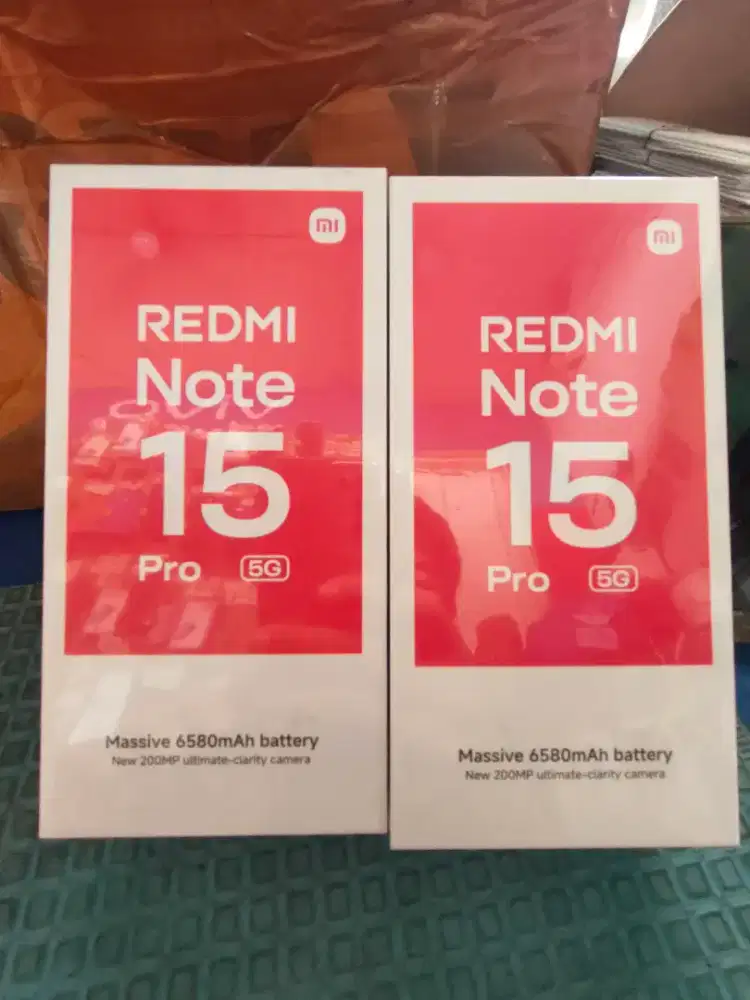 mi
REDMI
Note
15
Pro 5G
Massive 6580mAh battery
New 200MP ultimate-clarity camera
mi
REDMI
Note
15
Pro 5G
Massive 6580mAh battery
New 200MP ultimate-clarity camera